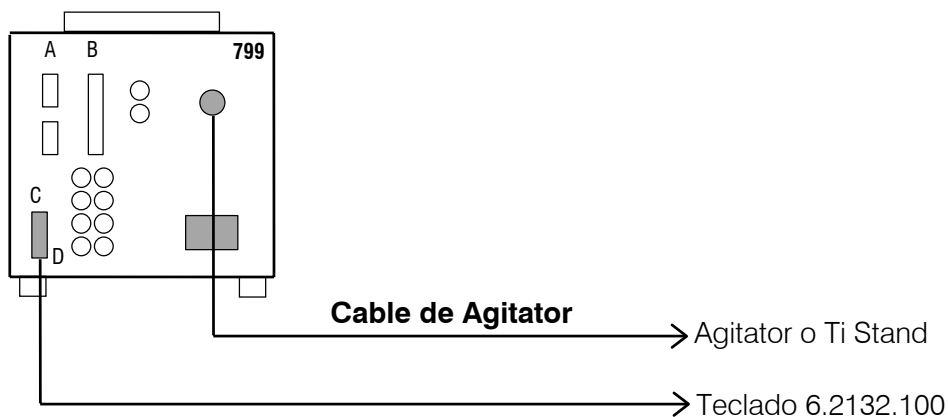 A B 799
C
D
Cable de Agitator
Agitator o Ti Stand
Teclado 6.2132.100